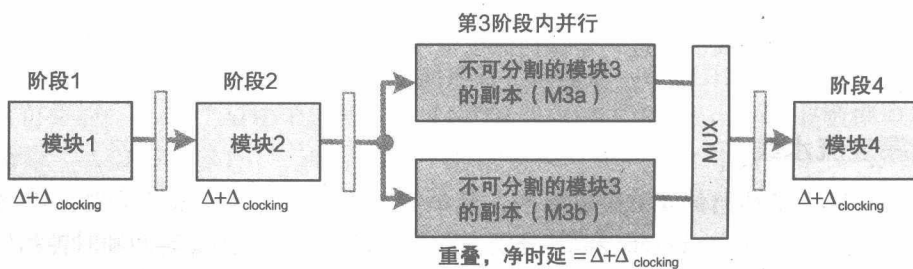 第3阶段内并行
阶段1
阶段2
阶段4
不可分割的模块3
的副本（M3a）
模块1
模块2
MUX
模块4
不可分割的模块3
的副本（M3b）
Δ+Δ clocking
Δ+Δ clocking
Δ+Δ clocking
重叠，净时延 =Δ+Δ clocking